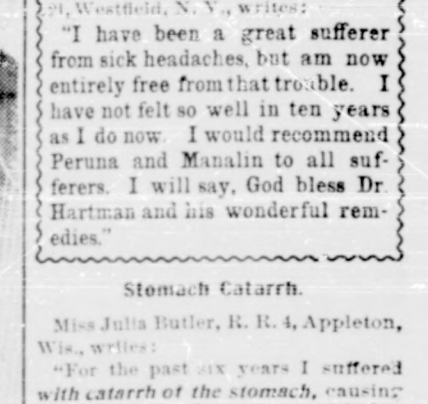 21, Westfield, N. Y., writes:
"I have been a great sufferer
from sick headaches, but am now
entirely free from that trouble. I
have not felt so well in ten years
as I do now. I would recommend
Peruna and Manalin to all suf-
ferers. I will say, God bless Dr.
Hartman and his wonderful rem-
edies."
Stomach Catarrh.
Miss Julia Butler, R. R. 4, Appleton,
Wis., writes:
"For the past six years I suffered
with catarrh of the stomach, causing